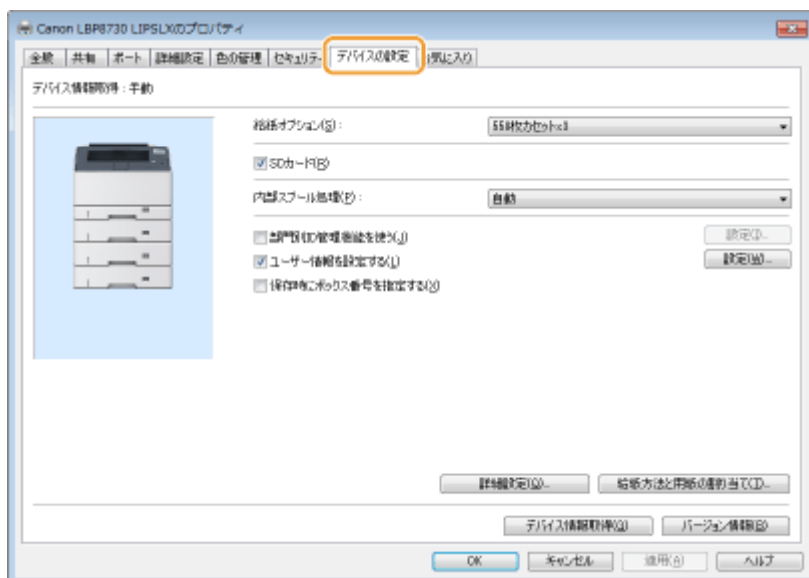 Canon LBP8730 LIPSLXのプロパティ
全般 共有 ポート 詳細設定 色の管理 セキュリティ デバイスの設定 お気に入り
デバイス情報取得：手動
給紙オプション(S)： 550枚カセットx3
SDカード(R)
内部スプール処理(P)： 自動
部門別ID管理機能を使う(J) 設定(I)...
ユーザー情報を設定する(L) 設定(W)...
保存時にボックス番号を指定する(X)
詳細設定(O)... 給紙方法と用紙の割り当て(T)...
デバイス情報取得(Q) バージョン情報(B)
OK キャンセル 適用(A) ヘルプ